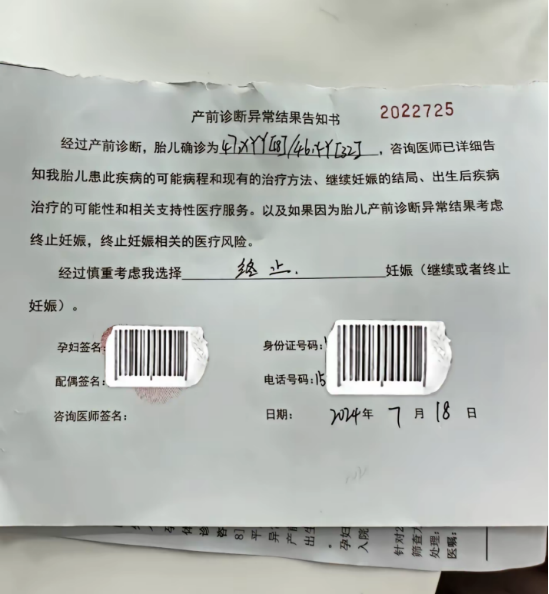 产前诊断异常结果告知书
2022725
经过产前诊断，胎儿确诊为47,XYY[18]/46,XY[32]，咨询医师已详细告
知我胎儿患此疾病的可能病程和现有的治疗方法、继续妊娠的结局、出生后疾病
治疗的可能性和相关支持性医疗服务。以及如果因为胎儿产前诊断异常结果考虑
终止妊娠，终止妊娠相关的医疗风险。
经过慎重考虑我选择 终止. 妊娠（继续或者终止
妊娠）。
孕妇签名: 身份证号码:
配偶签名: 电话号码:15
咨询医师签名: 日期: 2024年 7月 18日
孕妇
入院
处理:
医嘱: